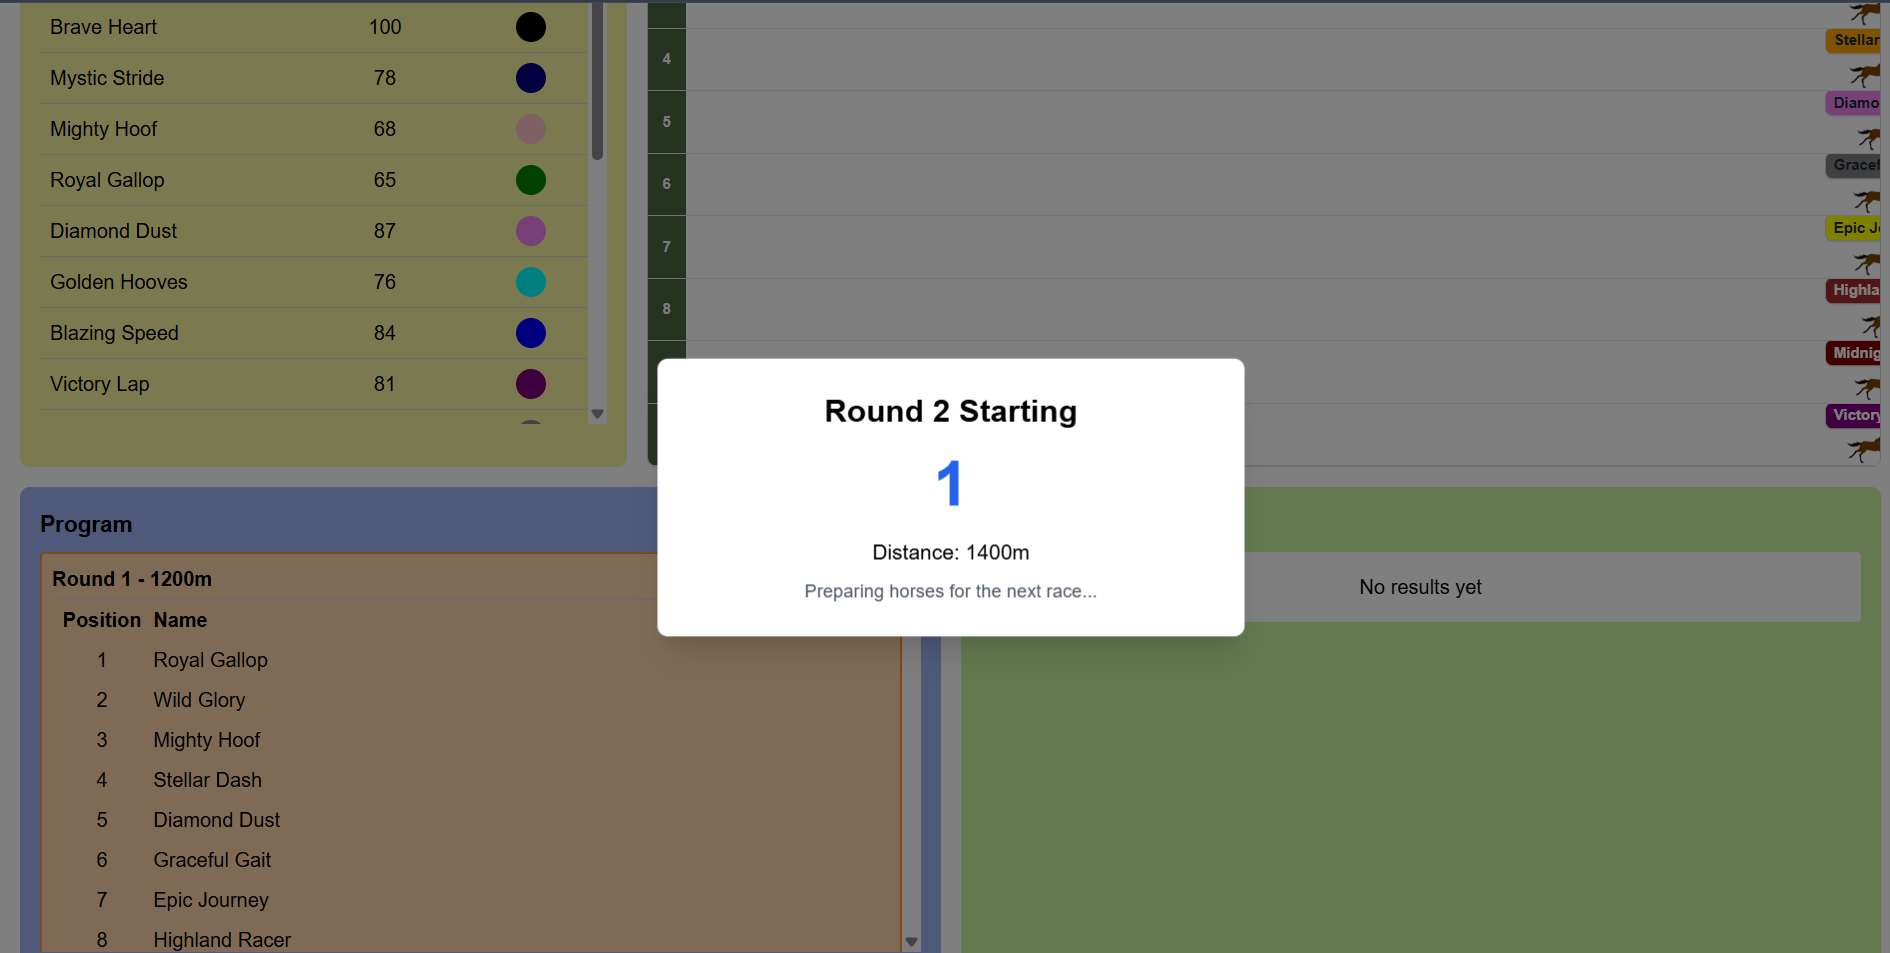 Brave Heart 100
Mystic Stride 78
Mighty Hoof 68
Royal Gallop 65
Diamond Dust 87
Golden Hooves 76
Blazing Speed 84
Victory Lap 81
4
Stellar
5
Diamo
6
Gracef
7
Epic J
8
Highla
Midnig
Victory
Round 2 Starting
1
Distance: 1400m
Preparing horses for the next race...
Program
Round 1 - 1200m
Position Name
1 Royal Gallop
2 Wild Glory
3 Mighty Hoof
4 Stellar Dash
5 Diamond Dust
6 Graceful Gait
7 Epic Journey
8 Highland Racer
No results yet